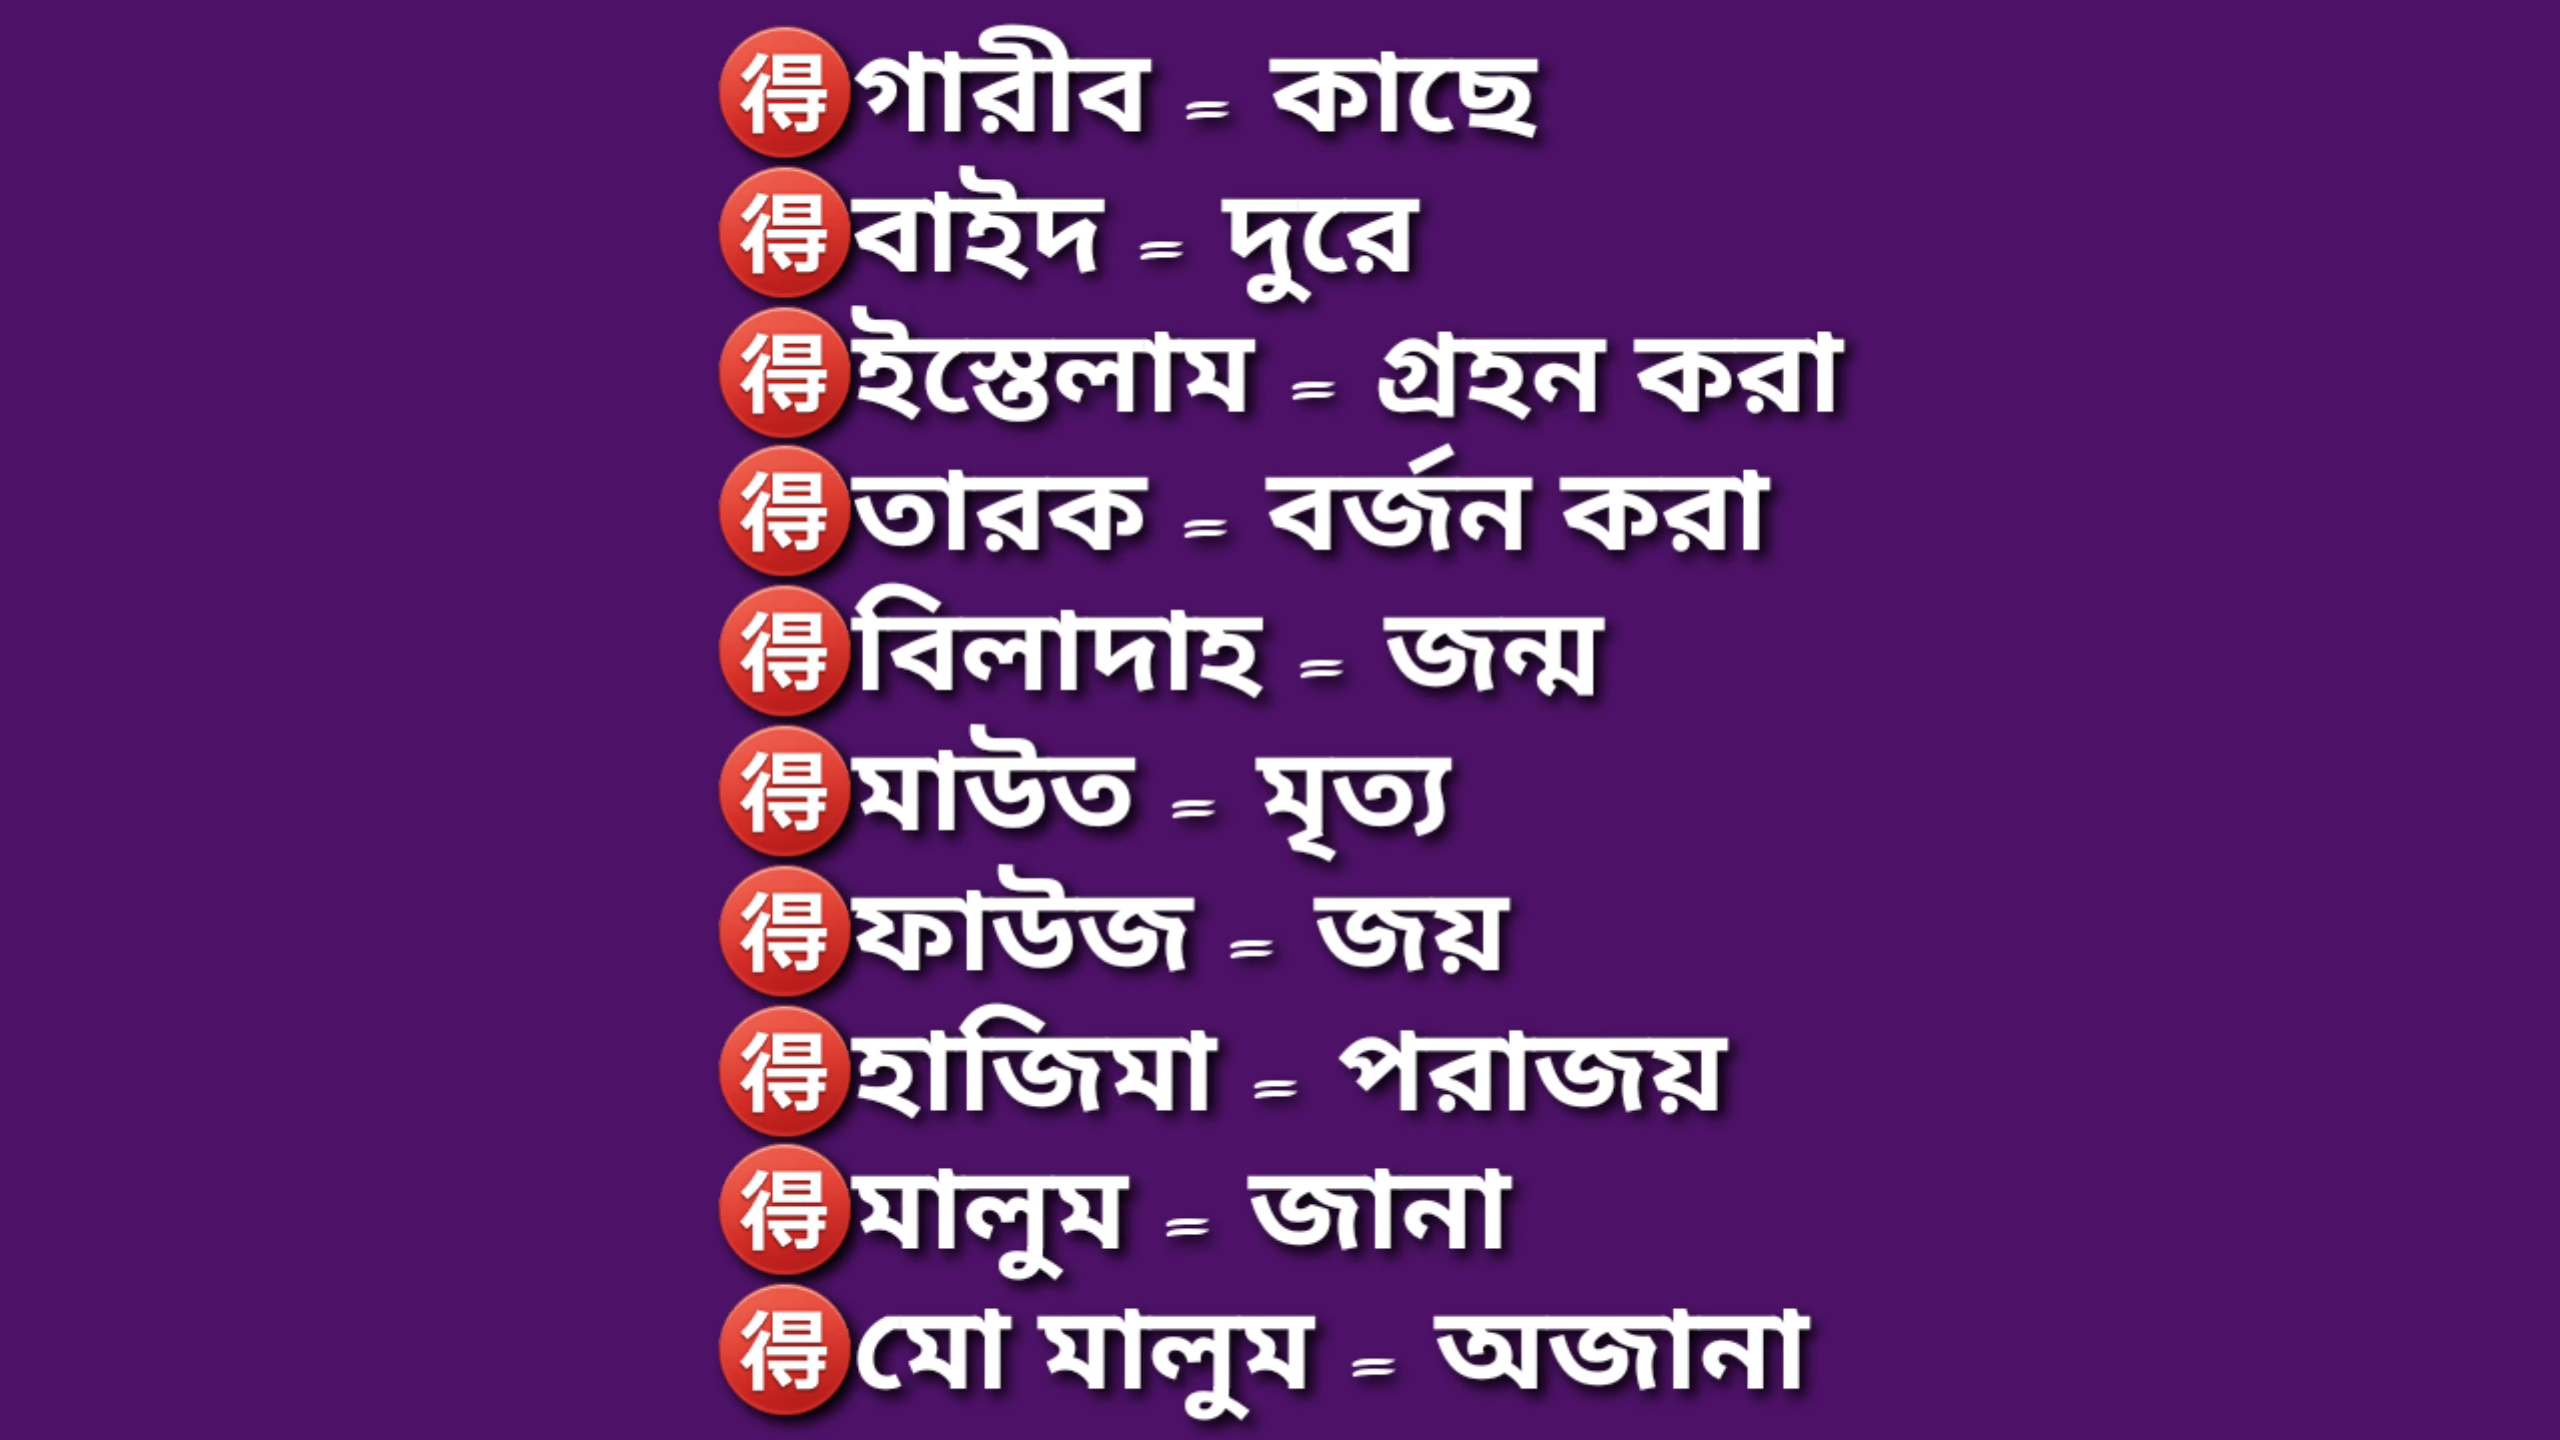 🉐গারীব = কাছে
🉐বাইদ = দুরে
🉐ইস্তেলাম = গ্রহন করা
🉐তারক = বর্জন করা
🉐বিলাদাহ = জন্ম
🉐মাউত = মৃত্য
🉐ফাউজ = জয়
🉐হাজিমা = পরাজয়
🉐মালুম = জানা
🉐মো মালুম = অজানা